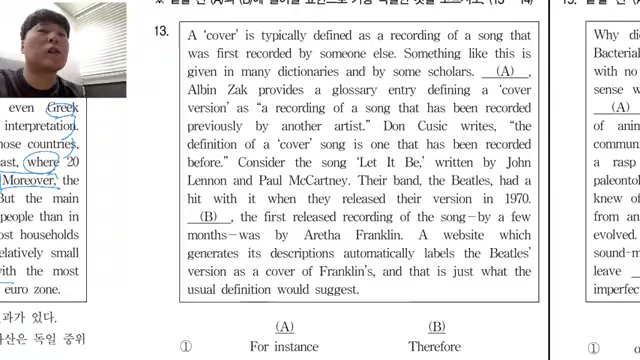 13.
A ‘cover’ is typically defined as a recording of a song that
was first recorded by someone else. Something like this is
given in many dictionaries and by some scholars. (A) ,
Albin Zak provides a glossary entry defining a ‘cover
version’ as “a recording of a song that has been recorded
previously by another artist.” Don Cusic writes, “the
definition of a ‘cover’ song is one that has been recorded
before.” Consider the song ‘Let It Be,’ written by John
Lennon and Paul McCartney. Their band, the Beatles, had a
hit with it when they released their version in 1970.
(B) , the first released recording of the song－by a few
months－was by Aretha Franklin. A website which
generates its descriptions automatically labels the Beatles’
version as a cover of Franklin’s, and that is just what the
usual definition would suggest.
(A) (B)
① For instance Therefore
even Greek
interpretation.
those countries,
where 20
Moreover, the
But the main
people than in
households
relatively small
with the most
euro zone.
과가 있다.
자산은 독일 중위
15.
Why di
Bacterial
with no
sense w
(A)
of anim
commun
a rasp
paleontol
knew of
from an
evolved.
sound-m
leave
imperfec
①